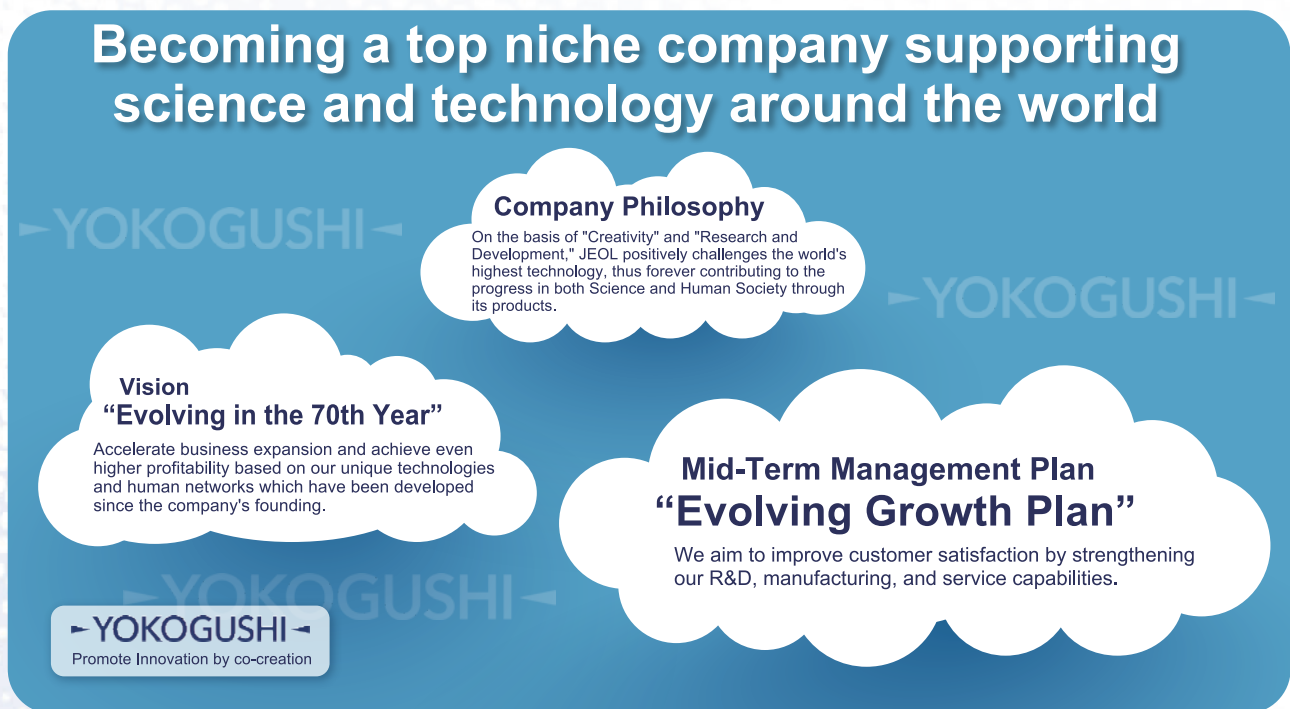 Becoming a top niche company supporting
science and technology around the world
Company Philosophy
On the basis of "Creativity" and "Research and
Development," JEOL positively challenges the world's
highest technology, thus forever contributing to the
progress in both Science and Human Society through
its products.
YOKOGUSHI
YOKOGUSHI
Vision
“Evolving in the 70th Year”
Accelerate business expansion and achieve even
higher profitability based on our unique technologies
and human networks which have been developed
since the company's founding.
Mid-Term Management Plan
“Evolving Growth Plan”
We aim to improve customer satisfaction by strengthening
our R&D, manufacturing, and service capabilities.
YOKOGUSHI
YOKOGUSHI
Promote Innovation by co-creation